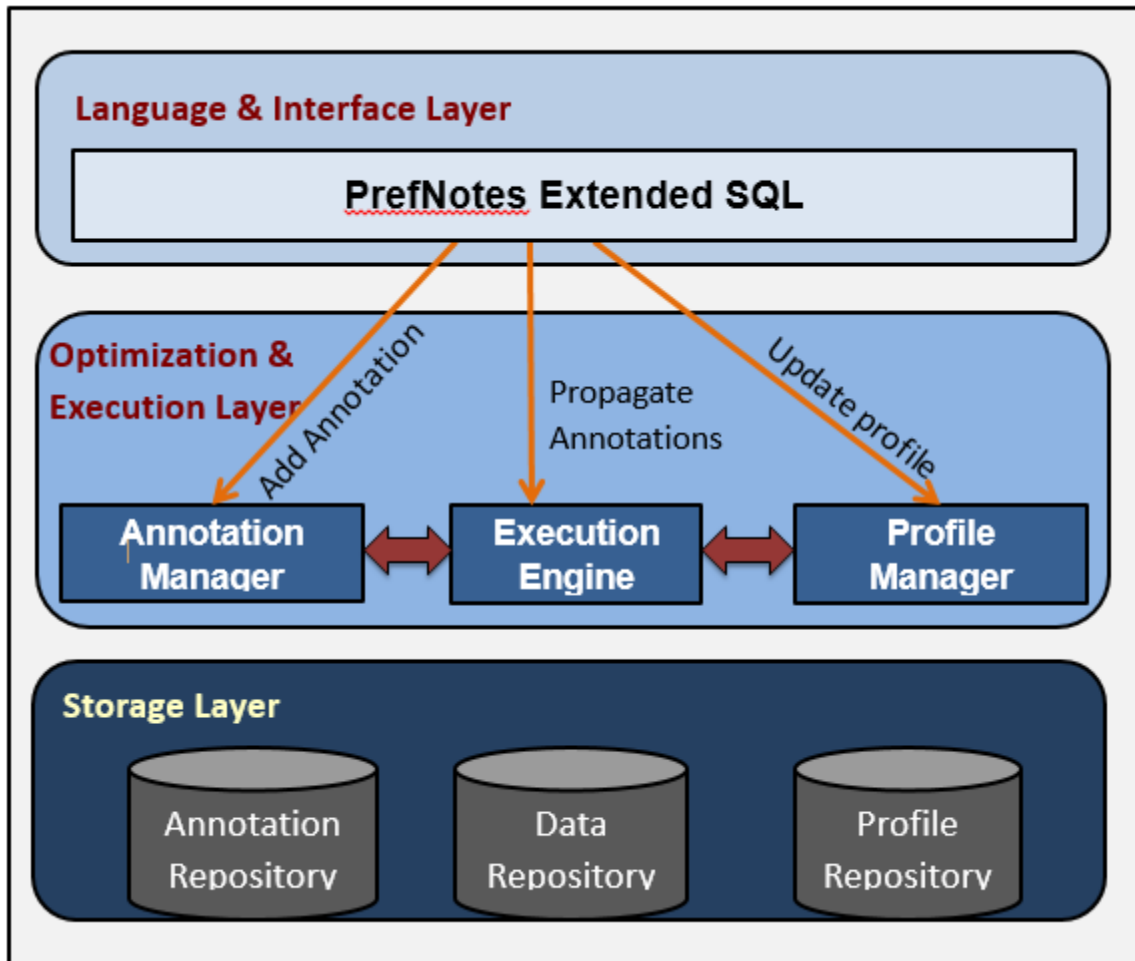 Language & Interface Layer
PrefNotes Extended SQL
Optimization &
Execution Layer
Add Annotation
Propagate
Annotations
Update profile
Annotation
Manager
Execution
Engine
Profile
Manager
Storage Layer
Annotation
Repository
Data
Repository
Profile
Repository